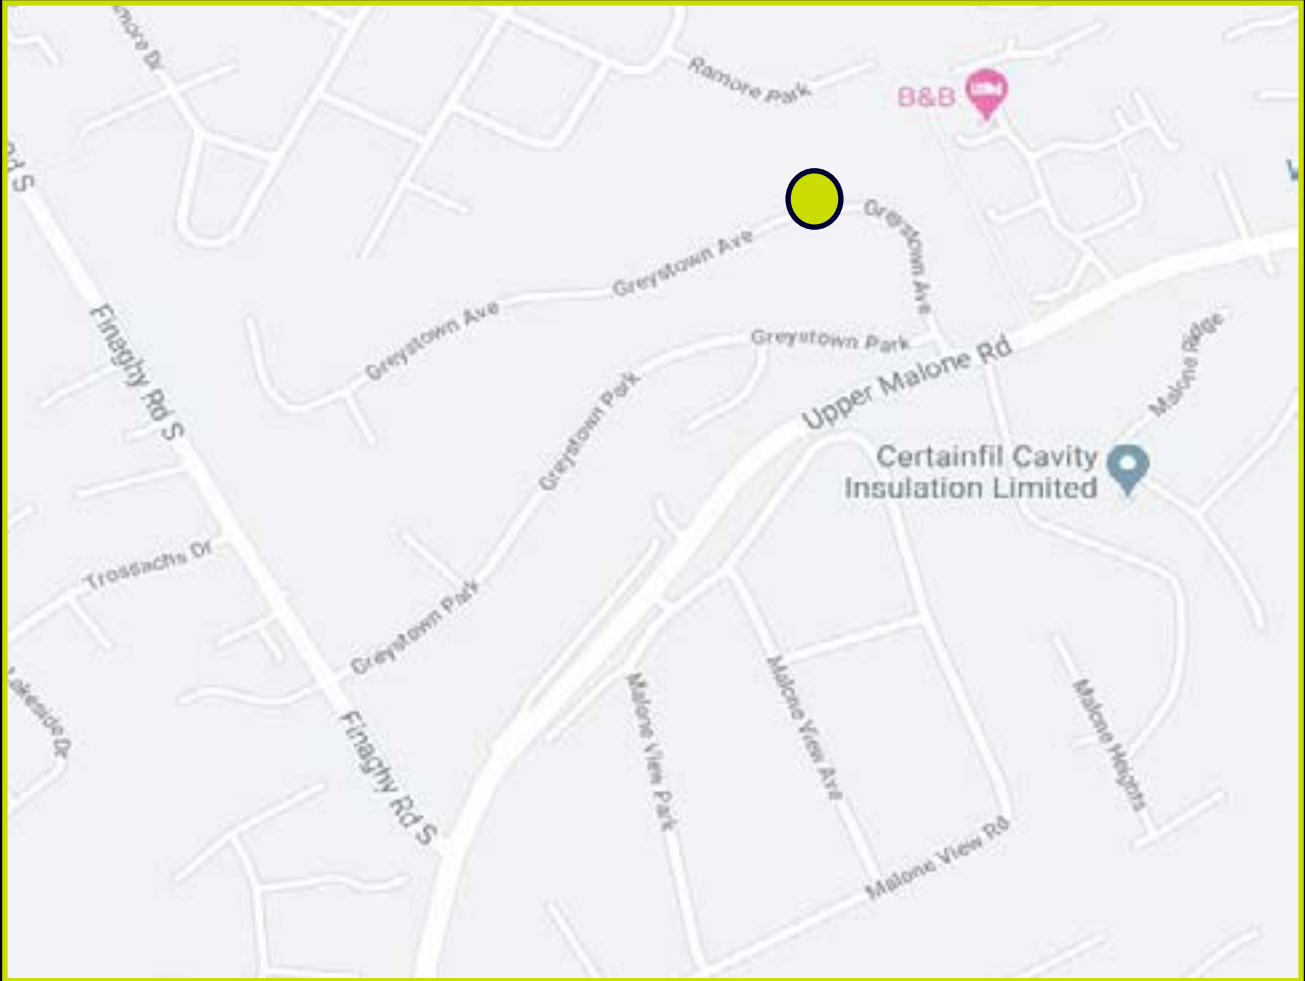 Ramore Park
B&B
Greystown Ave
Greystown Ave
Greystown Ave
Finaghy Rd S
Greystown Park
Upper Malone Rd
Malone Ridge
Greystown Park
Certainfil Cavity
Insulation Limited
Trossachs Dr
Greystown Park
Malone View Park
Malone View Ave
Malone Heights
Finaghy Rd S
Malone View Rd